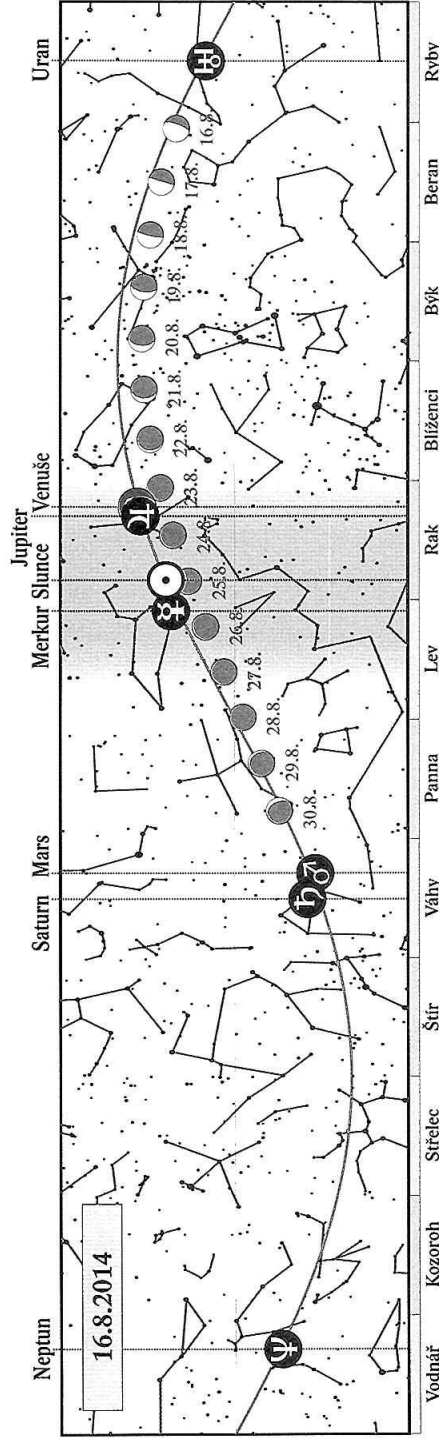 Neptun Saturn Mars Merkur Slunce Jupiter Venuše Uran
16.8.2014
30.8. 29.8. 28.8. 27.8. 26.8. 25.8. 24.8. 23.8. 22.8. 21.8. 20.8. 19.8. 18.8. 17.8. 16.8.
Vodnář Kozoroh Střelec Štír Váhy Panna Lev Rak Blíženci Býk Beran Ryby